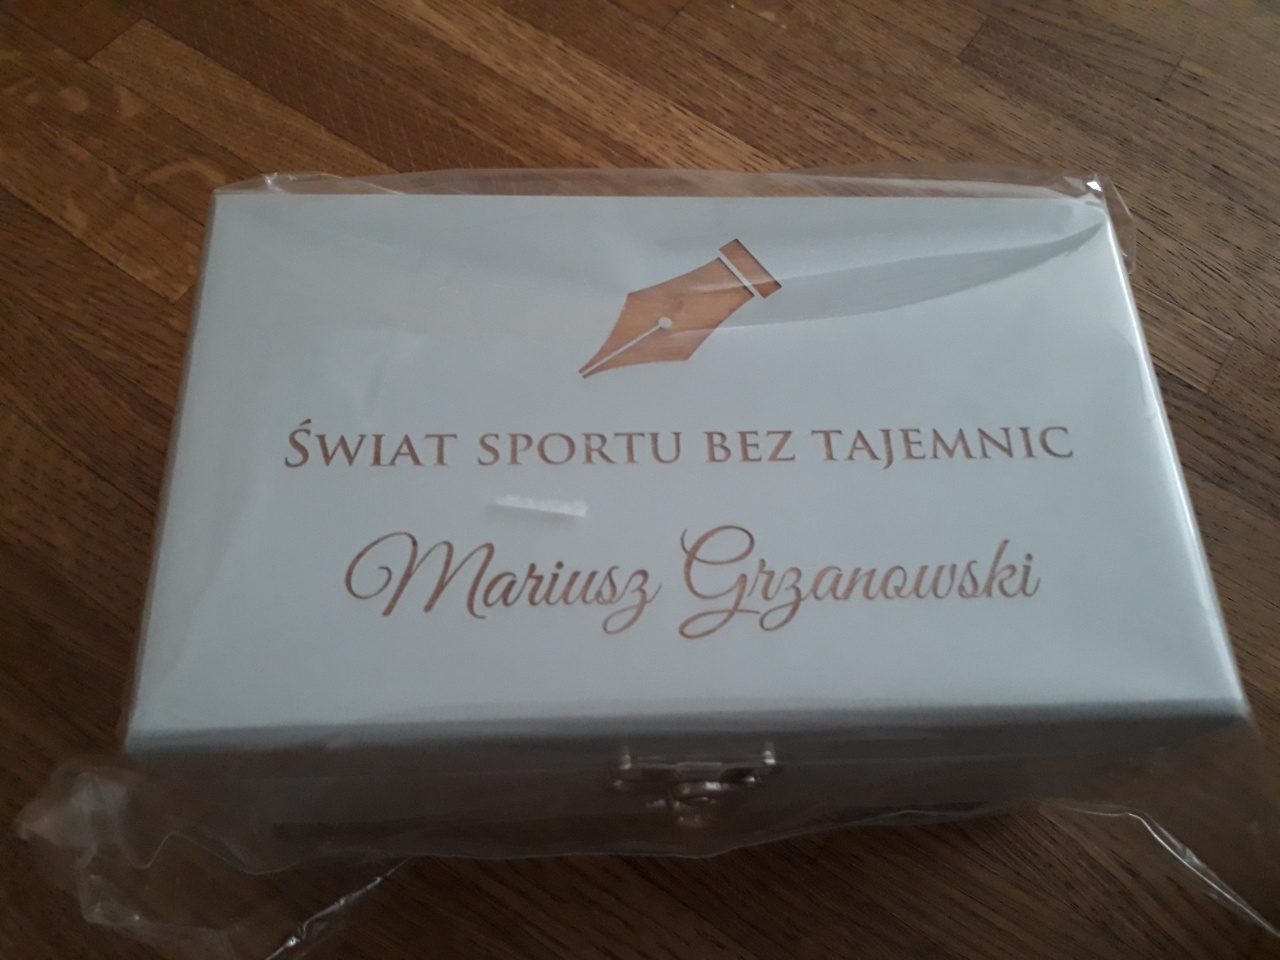 ŚWIAT SPORTU BEZ TAJEMNIC
Mariusz Grzanowski